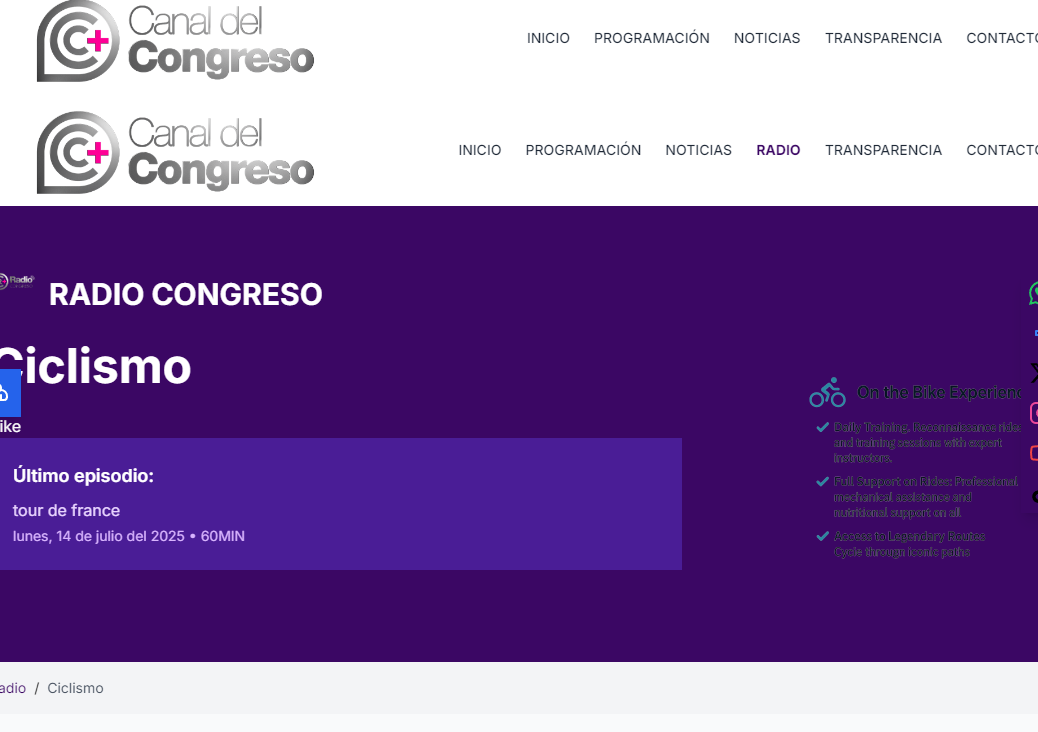 Canal del
Congreso
INICIO PROGRAMACIÓN NOTICIAS TRANSPARENCIA CONTACTO
Canal del
Congreso
INICIO PROGRAMACIÓN NOTICIAS RADIO TRANSPARENCIA CONTACTO
Radio
RADIO CONGRESO
Ciclismo
ike
Último episodio:
tour de france
lunes, 14 de julio del 2025 • 60MIN
On the Bike Experienc
Daily Training, Reconnaissance rides
and training sessions with expert
instructors.
Full Support on Rides: Professional
mechanical assistance and
nutritional support on all
Access to Legendary Routes
Cycle through iconic paths
adio / Ciclismo